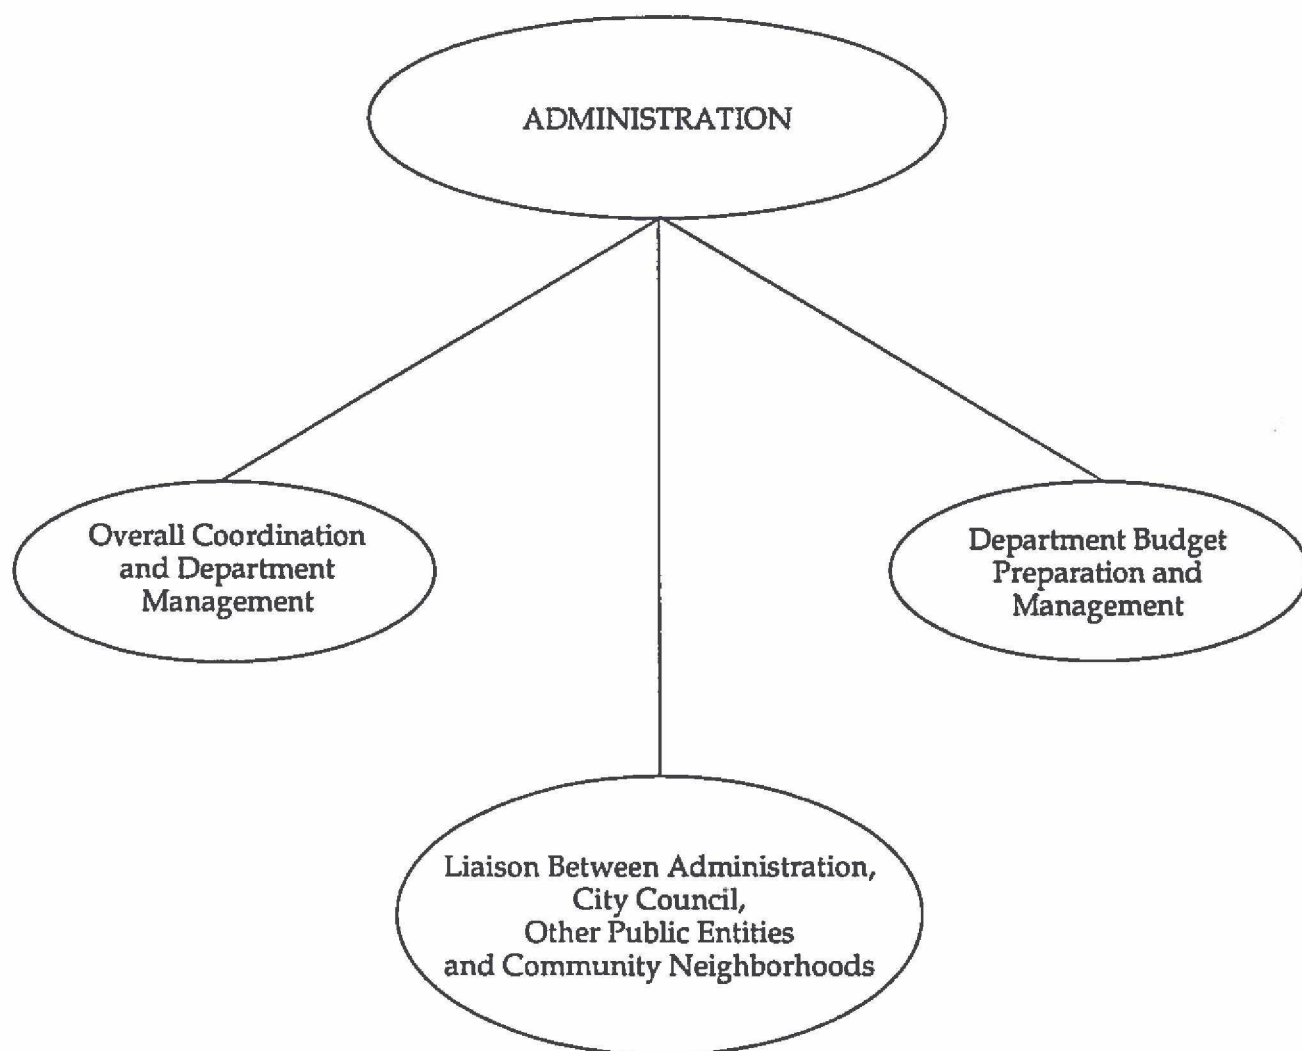 ADMINISTRATION
Overall Coordination
and Department
Management
Department Budget
Preparation and
Management
Liaison Between Administration,
City Council,
Other Public Entities
and Community Neighborhoods